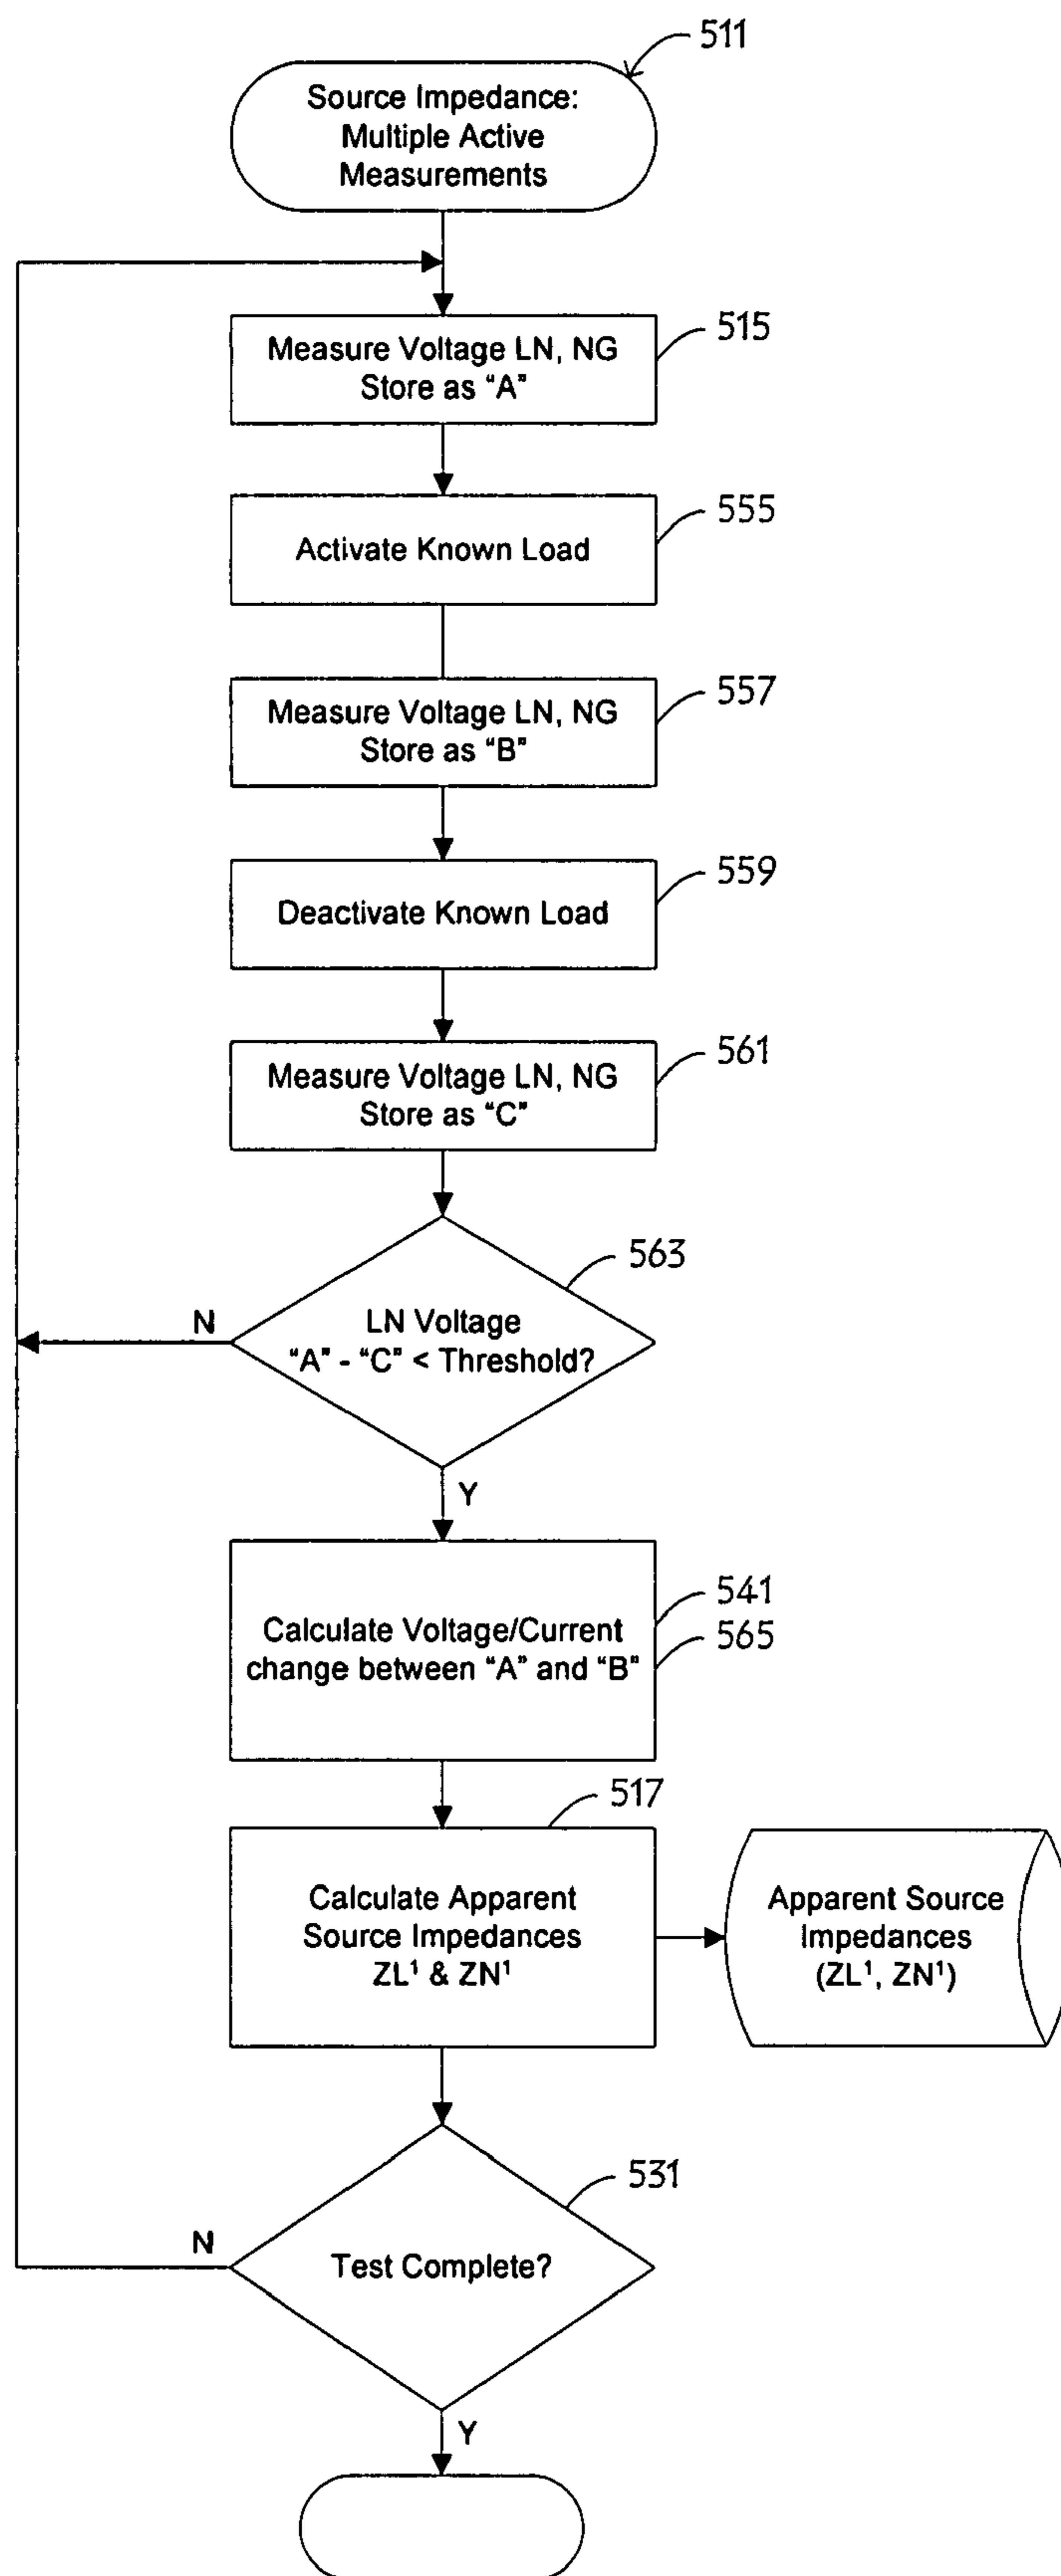 511
Source Impedance:
Multiple Active
Measurements
Measure Voltage LN, NG
Store as "A"
515
Activate Known Load
555
Measure Voltage LN, NG
Store as "B"
557
Deactivate Known Load
559
Measure Voltage LN, NG
Store as "C"
561
563
LN Voltage
"A" - "C" < Threshold?
N
Y
Calculate Voltage/Current
change between "A" and "B"
541
565
517
Calculate Apparent
Source Impedances
ZL¹ & ZN¹
Apparent Source
Impedances
(ZL¹, ZN¹)
531
Test Complete?
N
Y